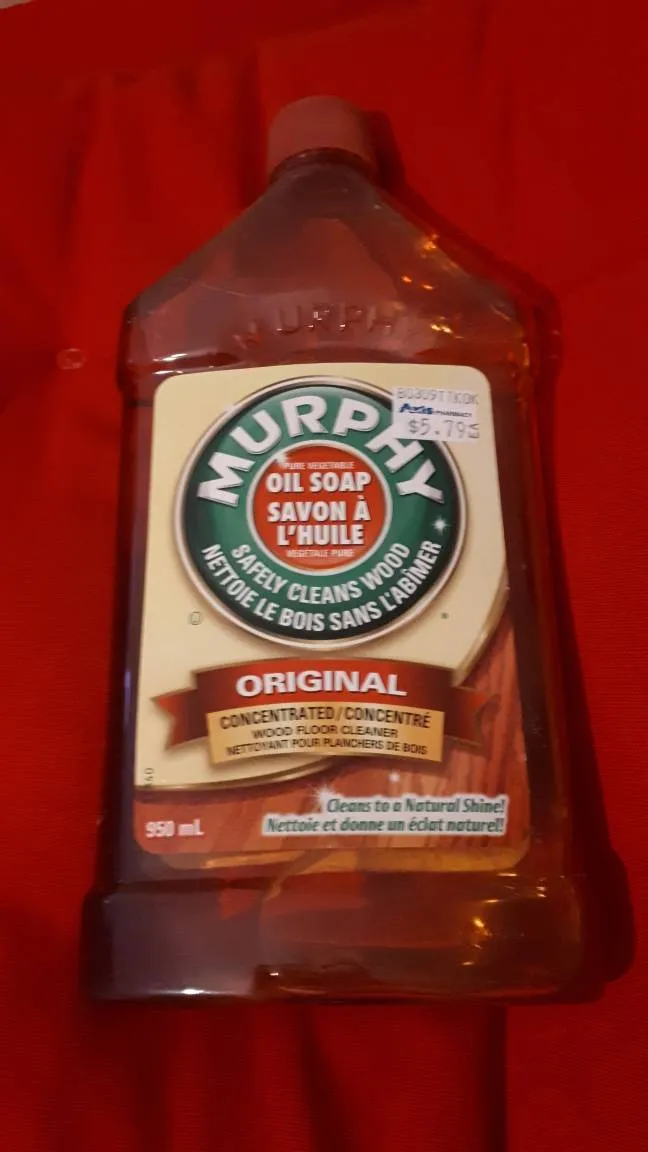 MURPHY
B0309TTKOK
Axis PHARMACY
$5.79
MURPHY
PURE VEGETABLE
OIL SOAP
SAVON À
L'HUILE
VÉGÉTALE PURE
SAFELY CLEANS WOOD
NETTOIE LE BOIS SANS L'ABÎMER
ORIGINAL
CONCENTRATED/CONCENTRÉ
WOOD FLOOR CLEANER
NETTOYANT POUR PLANCHERS DE BOIS
Cleans to a Natural Shine!
Nettoie et donne un éclat naturel!
950 mL